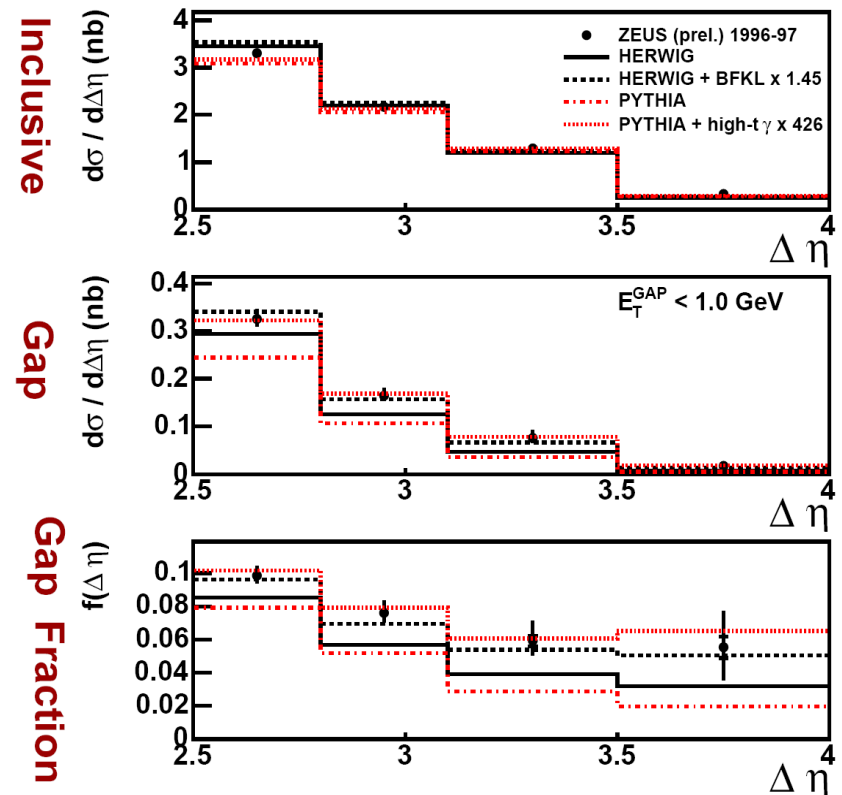 Inclusive
dσ / dΔη (nb)
4
3
2
1
0
ZEUS (prel.) 1996-97
HERWIG
HERWIG + BFKL x 1.45
PYTHIA
PYTHIA + high-t γ x 426
2.5
3
3.5
4
Δ η
Gap
dσ / dΔη (nb)
0.4
0.3
0.2
0.1
0
E_T^GAP < 1.0 GeV
2.5
3
3.5
4
Δ η
Gap Fraction
f(Δ η)
0.1
0.08
0.06
0.04
0.02
0
2.5
3
3.5
4
Δ η